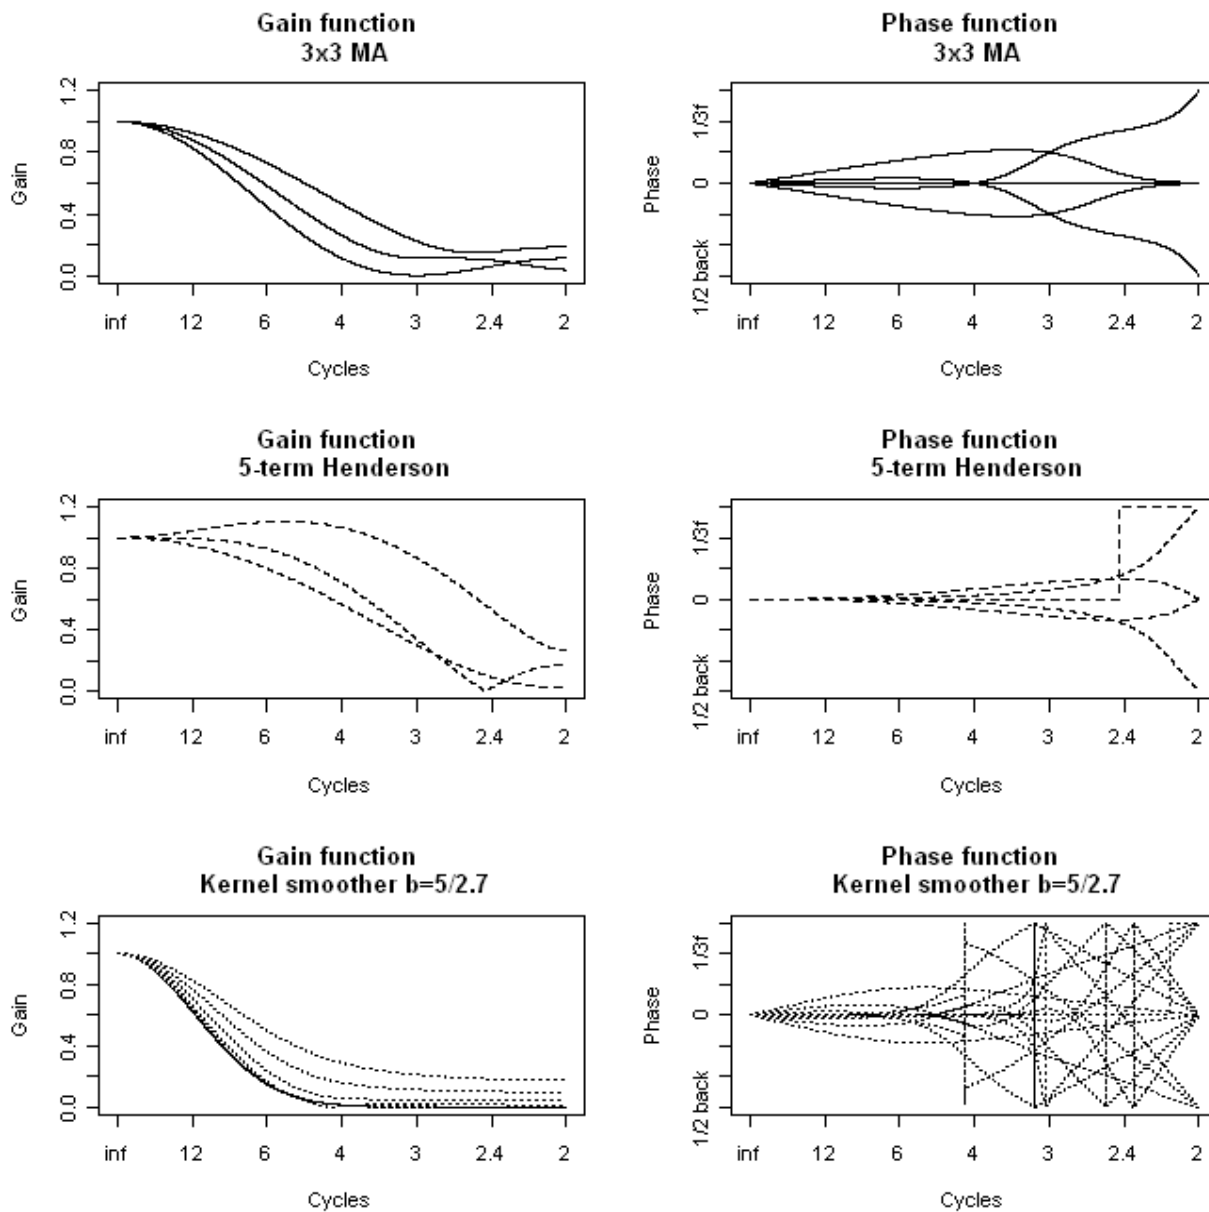 Gain function
3x3 MA
Gain
0.0 0.4 0.8 1.2
inf 12 6 4 3 2.4 2
Cycles
Phase function
3x3 MA
Phase
1/2 back 0 1/3f
inf 12 6 4 3 2.4 2
Cycles
Gain function
5-term Henderson
Gain
0.0 0.4 0.8 1.2
inf 12 6 4 3 2.4 2
Cycles
Phase function
5-term Henderson
Phase
1/2 back 0 1/3f
inf 12 6 4 3 2.4 2
Cycles
Gain function
Kernel smoother b=5/2.7
Gain
0.0 0.4 0.8 1.2
inf 12 6 4 3 2.4 2
Cycles
Phase function
Kernel smoother b=5/2.7
Phase
1/2 back 0 1/3f
inf 12 6 4 3 2.4 2
Cycles